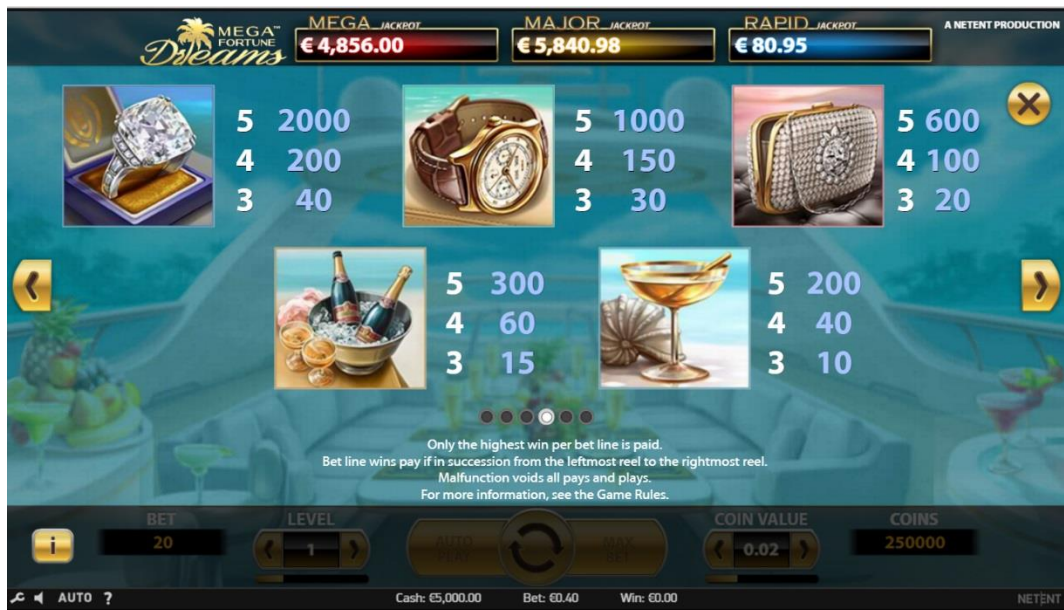 MEGA™
FORTUNE
Dreams
MEGA JACKPOT
€ 4,856.00
MAJOR JACKPOT
€ 5,840.98
RAPID JACKPOT
€ 80.95
A NETENT PRODUCTION
5 2000
4 200
3 40
5 1000
4 150
3 30
5 600
4 100
3 20
5 300
4 60
3 15
5 200
4 40
3 10
Only the highest win per bet line is paid.
Bet line wins pay if in succession from the leftmost reel to the rightmost reel.
Malfunction voids all pays and plays.
For more information, see the Game Rules.
i
BET
20
LEVEL
1
AUTO
PLAY
MAX
BET
COIN VALUE
0.02
COINS
250000
AUTO ?
Cash: €5,000.00 Bet: €0.40 Win: €0.00
NETENT